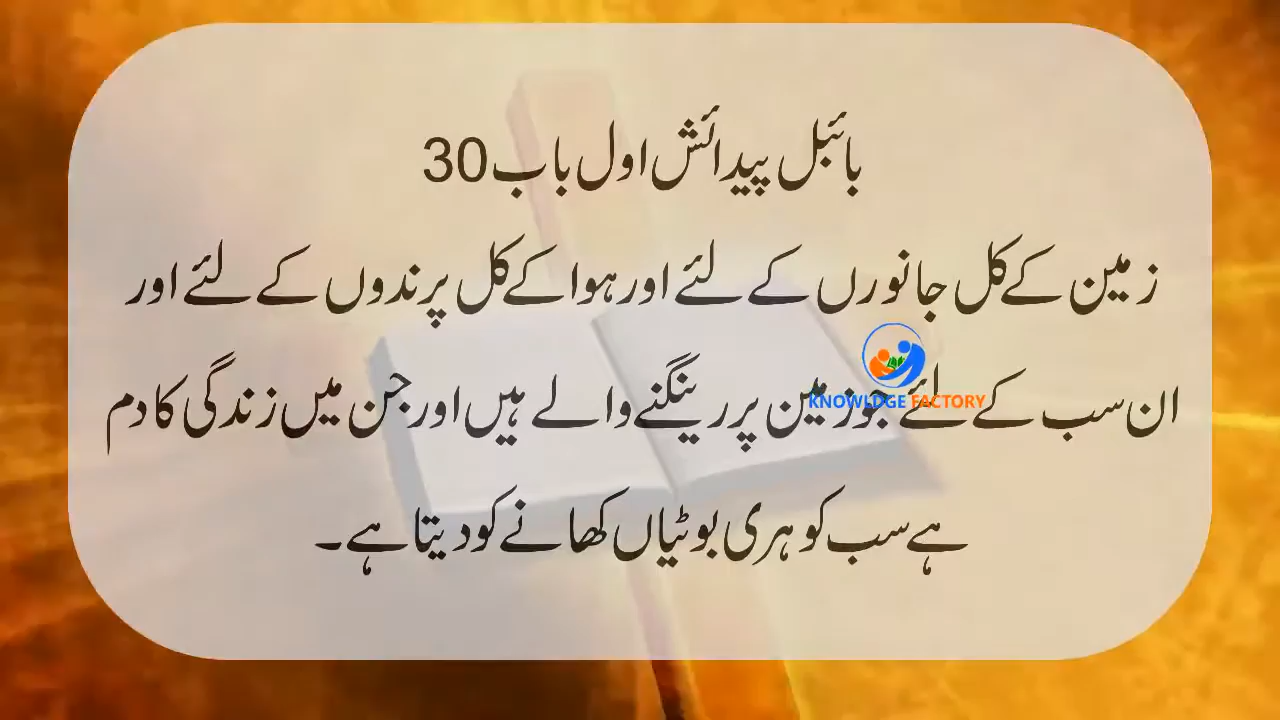 بائبل پیدائش اول باب 30
زمین کے کل جانورں کے لئے اور ہوا کے کل پرندوں کے لئے اور
ان سب کے لئے جو زمین پر رینگنے والے ہیں اور جن میں زندگی کا دم
KNOWLDGE FACTORY
ہے سب کو ہری بوٹیاں کھانے کو دیتا ہے۔